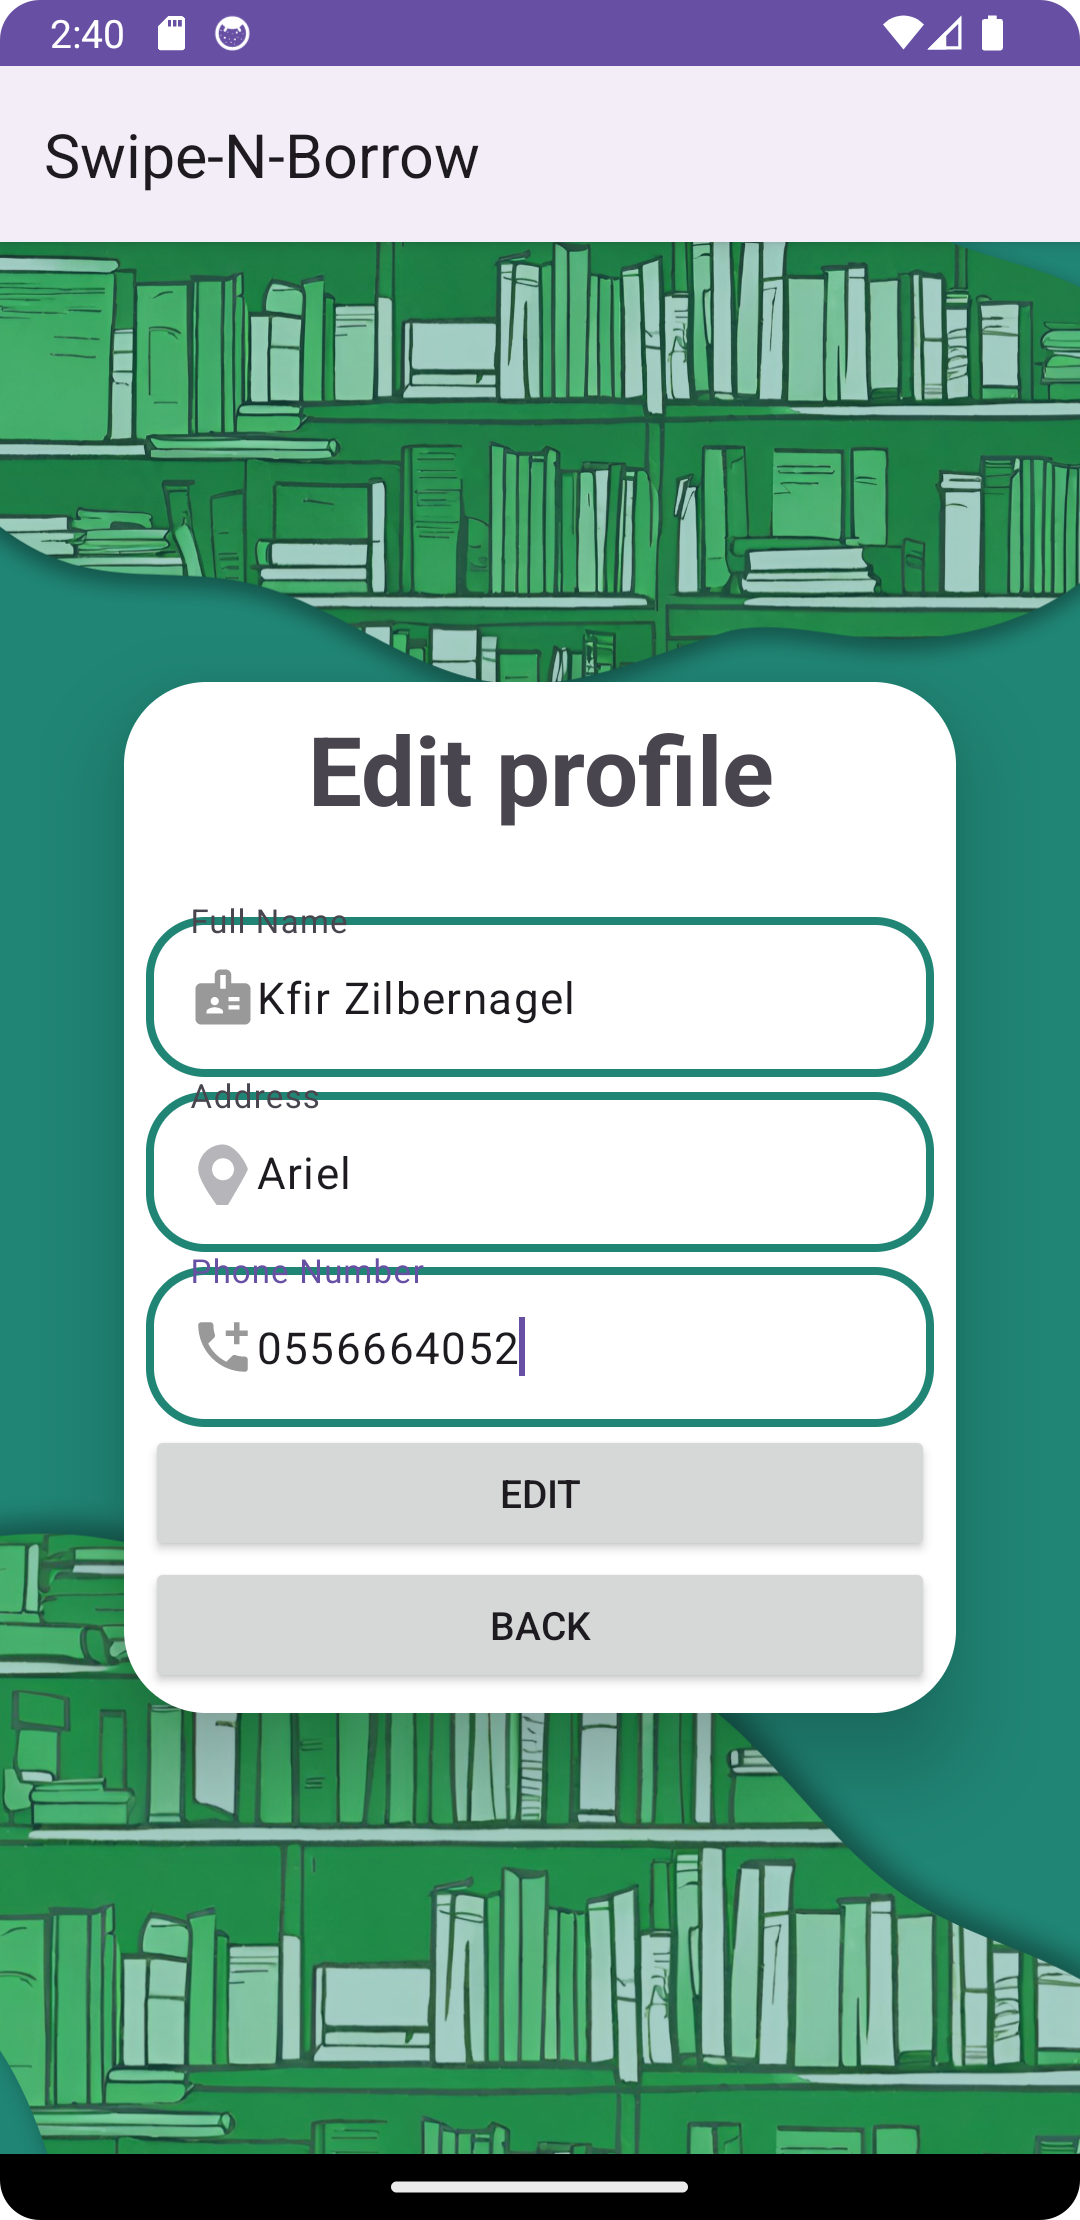 2:40
Swipe-N-Borrow
Edit profile
Full Name
Kfir Zilbernagel
Address
Ariel
Phone Number
0556664052
EDIT
BACK